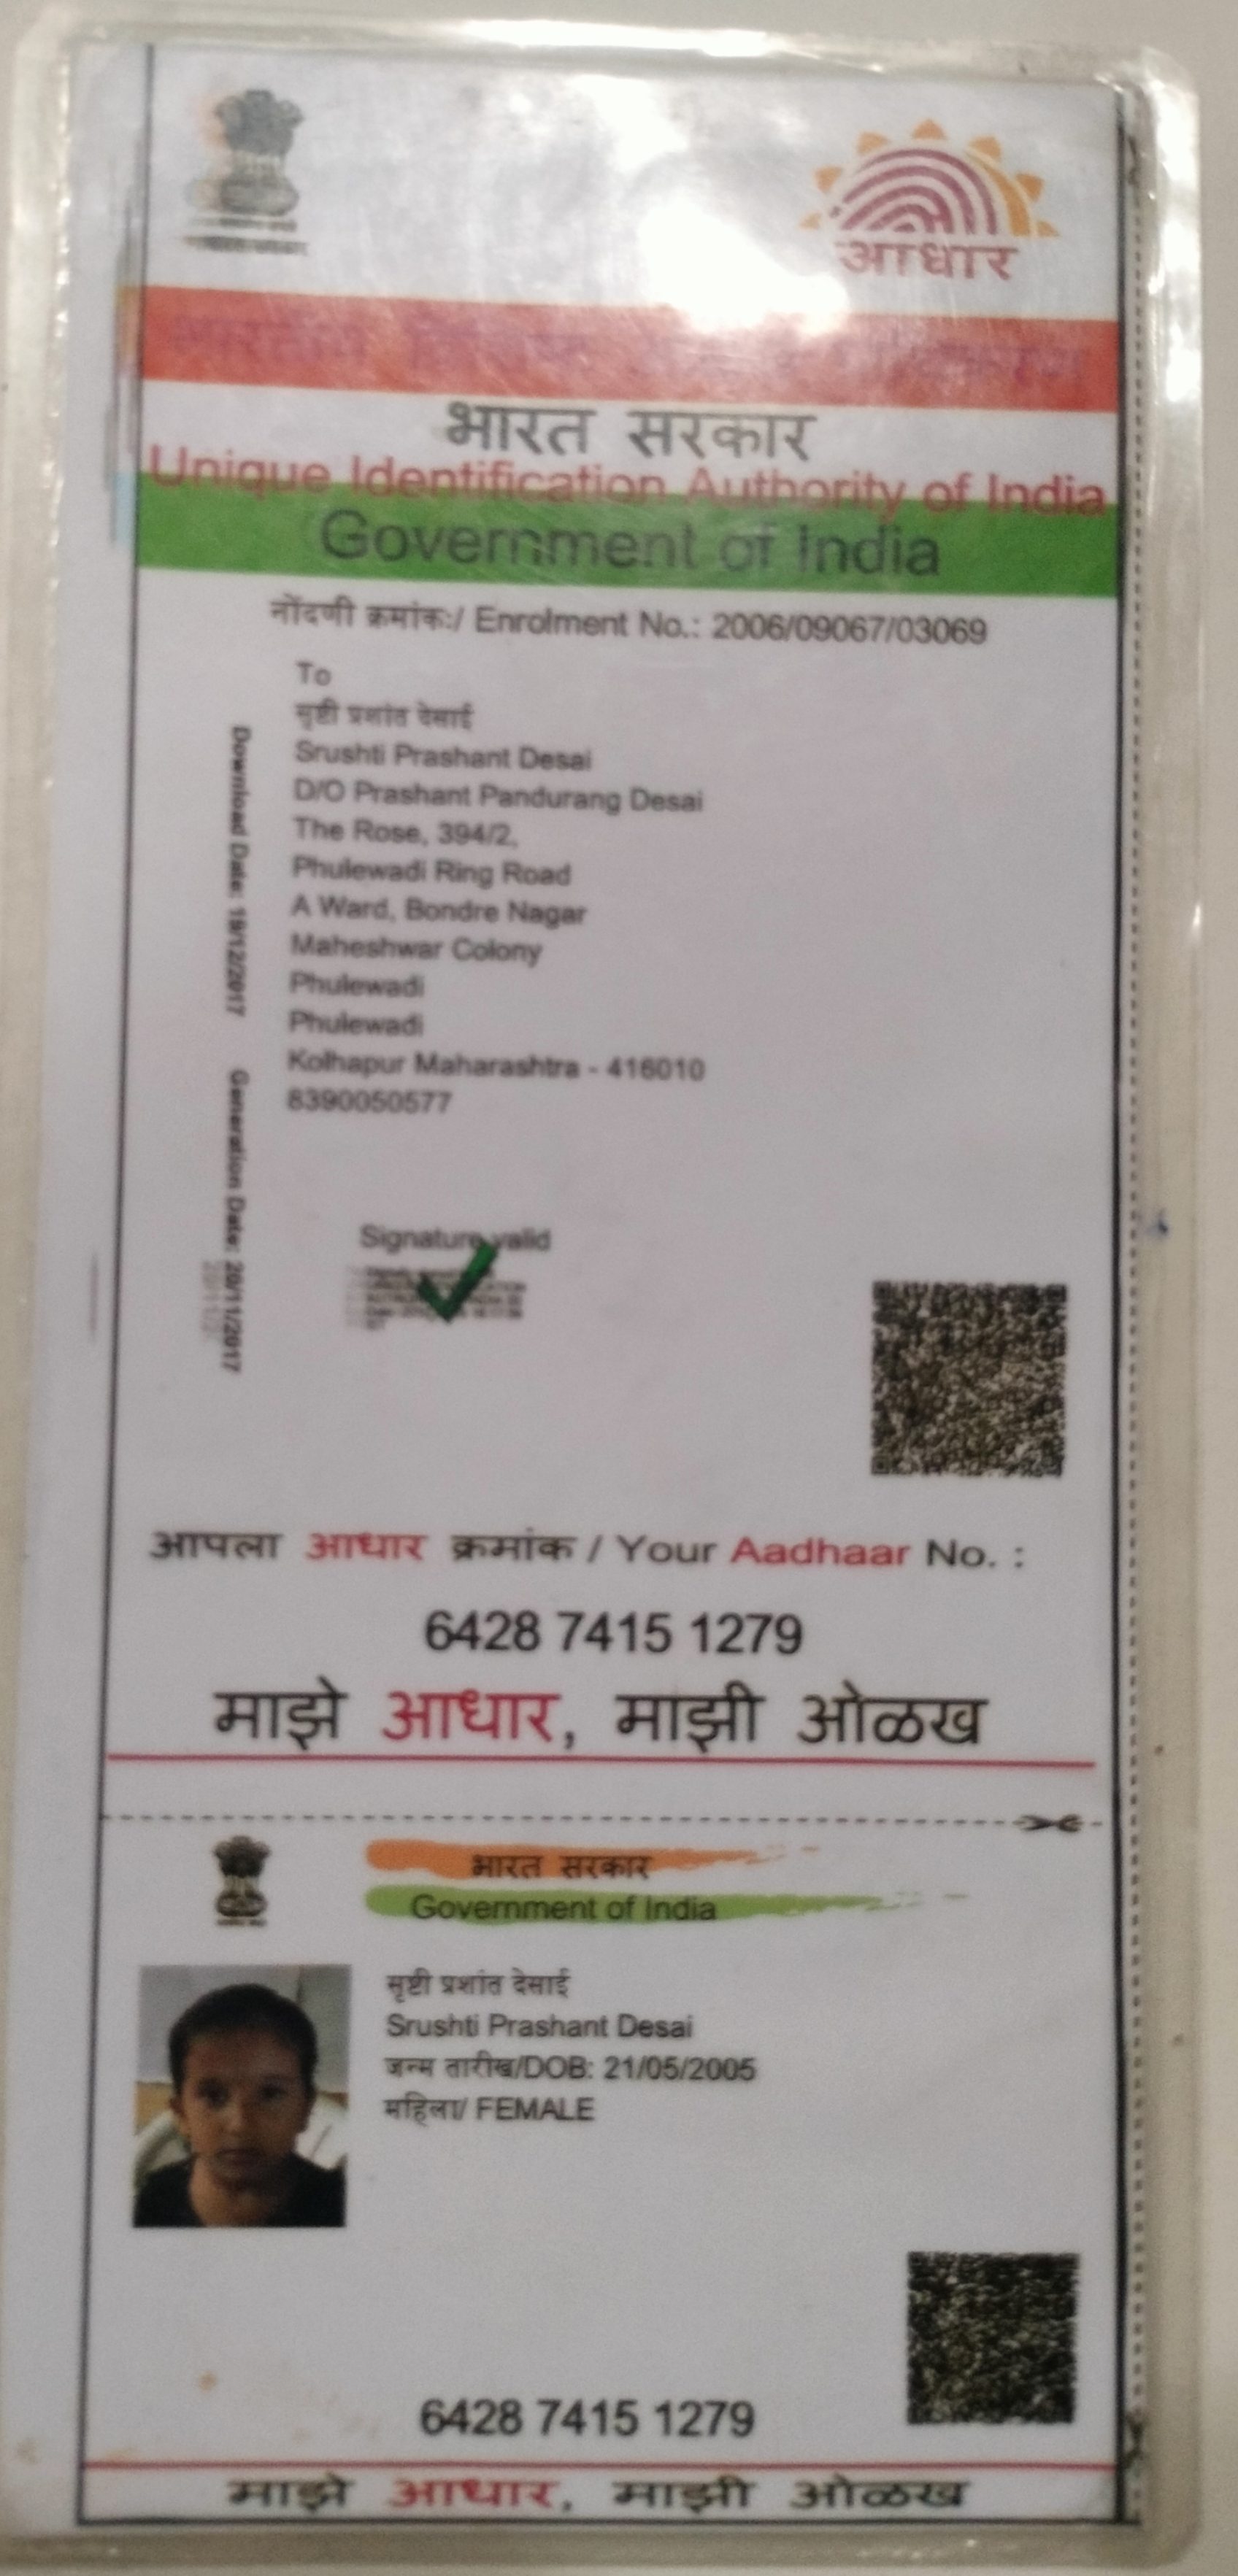 आधार
भारत सरकार
Unique Identification Authority of India
Government of India
नोंदणी क्रमांक:/ Enrolment No.: 2006/09067/03069
To
सृष्टी प्रशांत देसाई
Srushti Prashant Desai
D/O Prashant Pandurang Desai
The Rose, 394/2,
Phulewadi Ring Road
A Ward, Bondre Nagar
Maheshwar Colony
Phulewadi
Phulewadi
Kolhapur Maharashtra - 416010
8390050577
Download Date: 19/12/2017
Generation Date: 20/11/2017
Signature valid
आपला आधार क्रमांक / Your Aadhaar No. :
6428 7415 1279
माझे आधार, माझी ओळख
भारत सरकार
Government of India
सृष्टी प्रशांत देसाई
Srushti Prashant Desai
जन्म तारीख/DOB: 21/05/2005
महिला/ FEMALE
6428 7415 1279
माझे आधार, माझी ओळख